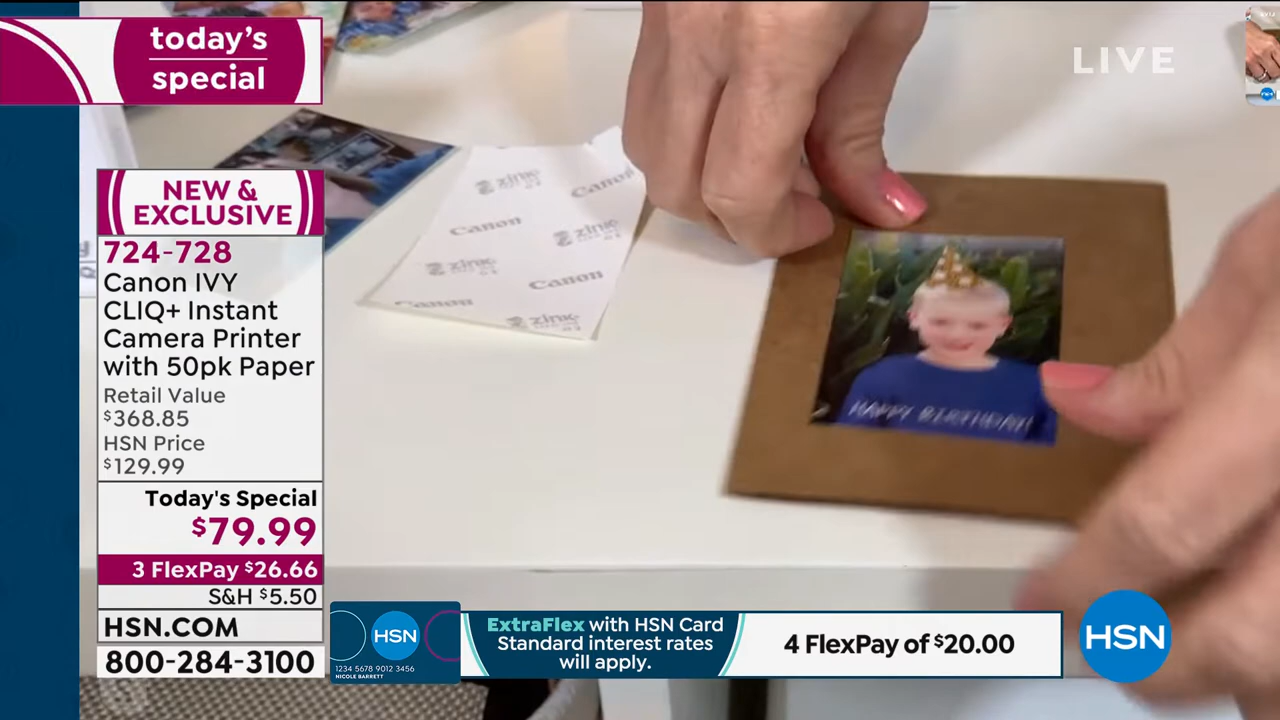 today's
special
LIVE
NEW &
EXCLUSIVE
724-728
Canon IVY
CLIQ+ Instant
Camera Printer
with 50pk Paper
Retail Value
$368.85
HSN Price
$129.99
Today's Special
$79.99
3 FlexPay $26.66
S&H $5.50
HSN.COM
800-284-3100
zink
Canon
Canon
zink
zink
Canon
Canon
zink
HAPPY BIRTHDAY!
HSN
1234 5678 9012 3456
NICOLE BARRETT
ExtraFlex with HSN Card
Standard interest rates
will apply.
4 FlexPay of $20.00
HSN